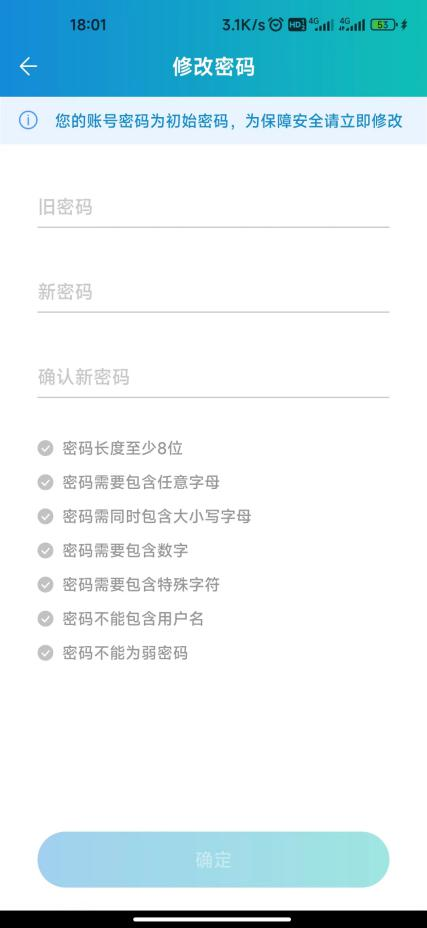 18:01 3.1K/s HD 4G 4G 53
修改密码
您的账号密码为初始密码，为保障安全请立即修改
旧密码
新密码
确认新密码
密码长度至少8位
密码需要包含任意字母
密码需同时包含大小写字母
密码需要包含数字
密码需要包含特殊字符
密码不能包含用户名
密码不能为弱密码
确定